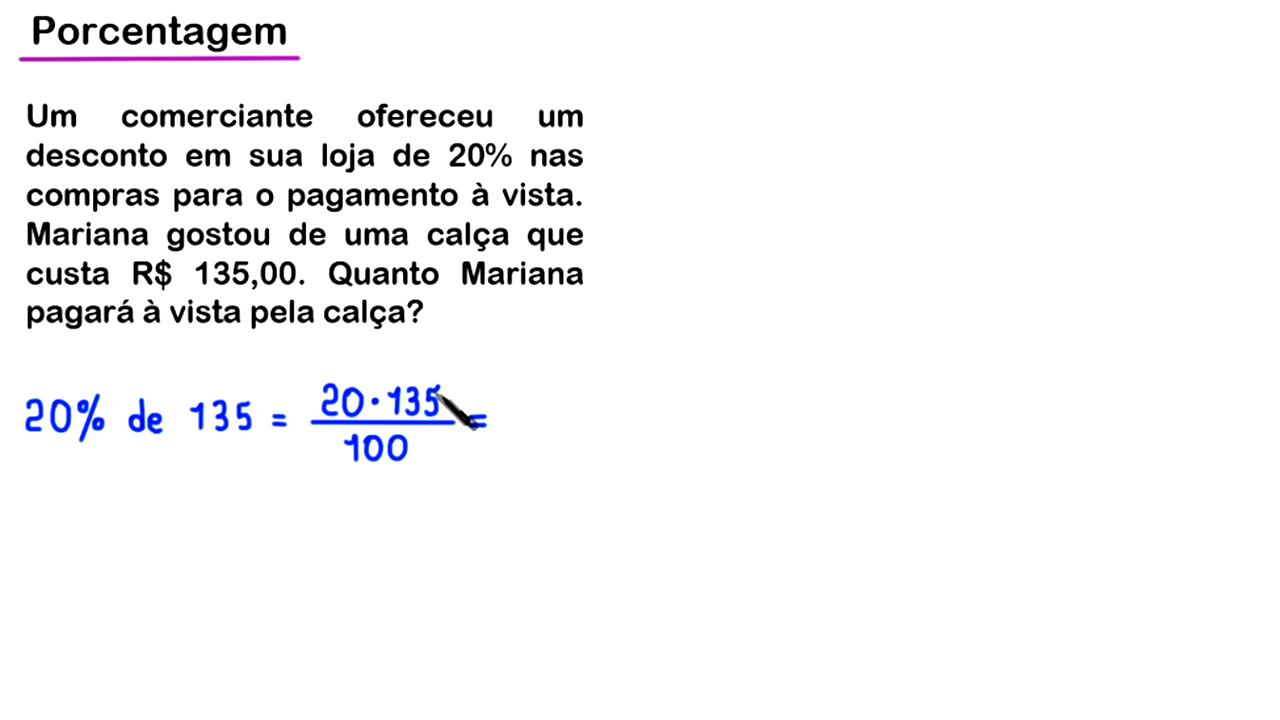 Porcentagem
Um comerciante ofereceu um
desconto em sua loja de 20% nas
compras para o pagamento à vista.
Mariana gostou de uma calça que
custa R$ 135,00. Quanto Mariana
pagará à vista pela calça?
20% de 135 = 20 · 135 =
100